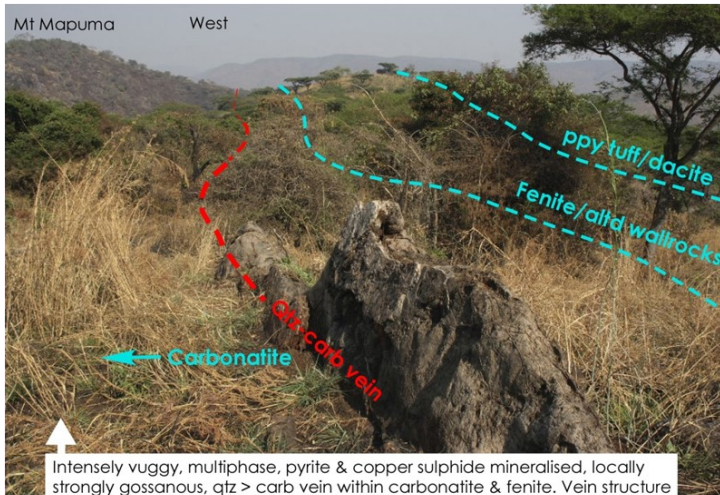 Mt Mapuma
West
ppy tuff/dacite
Fenite/altd wallrocks
Qtz-carb vein
Carbonatite
Intensely vuggy, multiphase, pyrite & copper sulphide mineralised, locally
strongly gossanous, qtz > carb vein within carbonatite & fenite. Vein structure